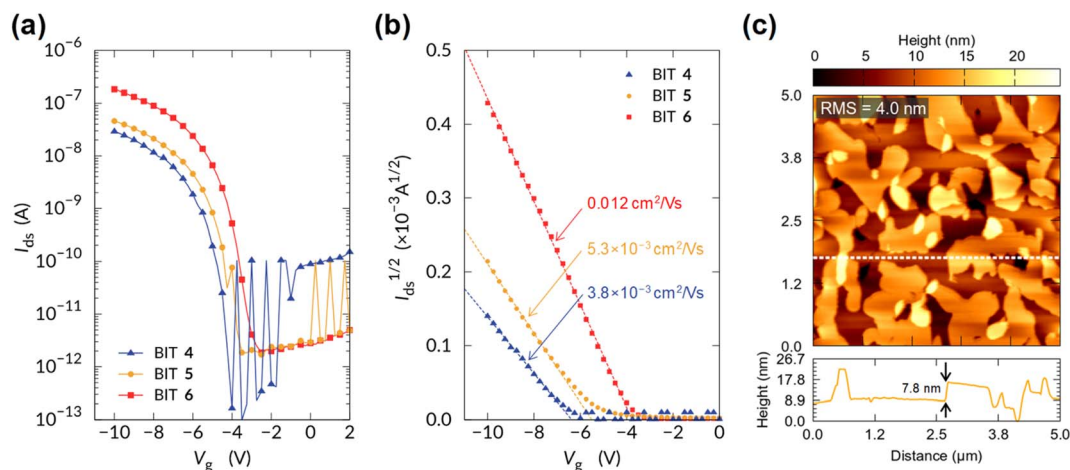 (a)
10⁻⁶
10⁻⁷
10⁻⁸
10⁻⁹
10⁻¹⁰
10⁻¹¹
10⁻¹²
10⁻¹³
I_ds (A)
BIT 4
BIT 5
BIT 6
−10 −8 −6 −4 −2 0 2
V_g (V)
(b)
0.5
0.4
0.3
0.2
0.1
0.0
I_ds^1/2 (×10⁻³A^1/2)
BIT 4
BIT 5
BIT 6
0.012 cm²/Vs
5.3×10⁻³ cm²/Vs
3.8×10⁻³ cm²/Vs
−10 −8 −6 −4 −2 0
V_g (V)
(c)
Height (nm)
0 5 10 15 20
RMS = 4.0 nm
5.0
3.8
2.5
1.2
0.0
Height (nm)
26.7
17.8
8.9
0.0
7.8 nm
0.0 1.2 2.5 3.8 5.0
Distance (μm)